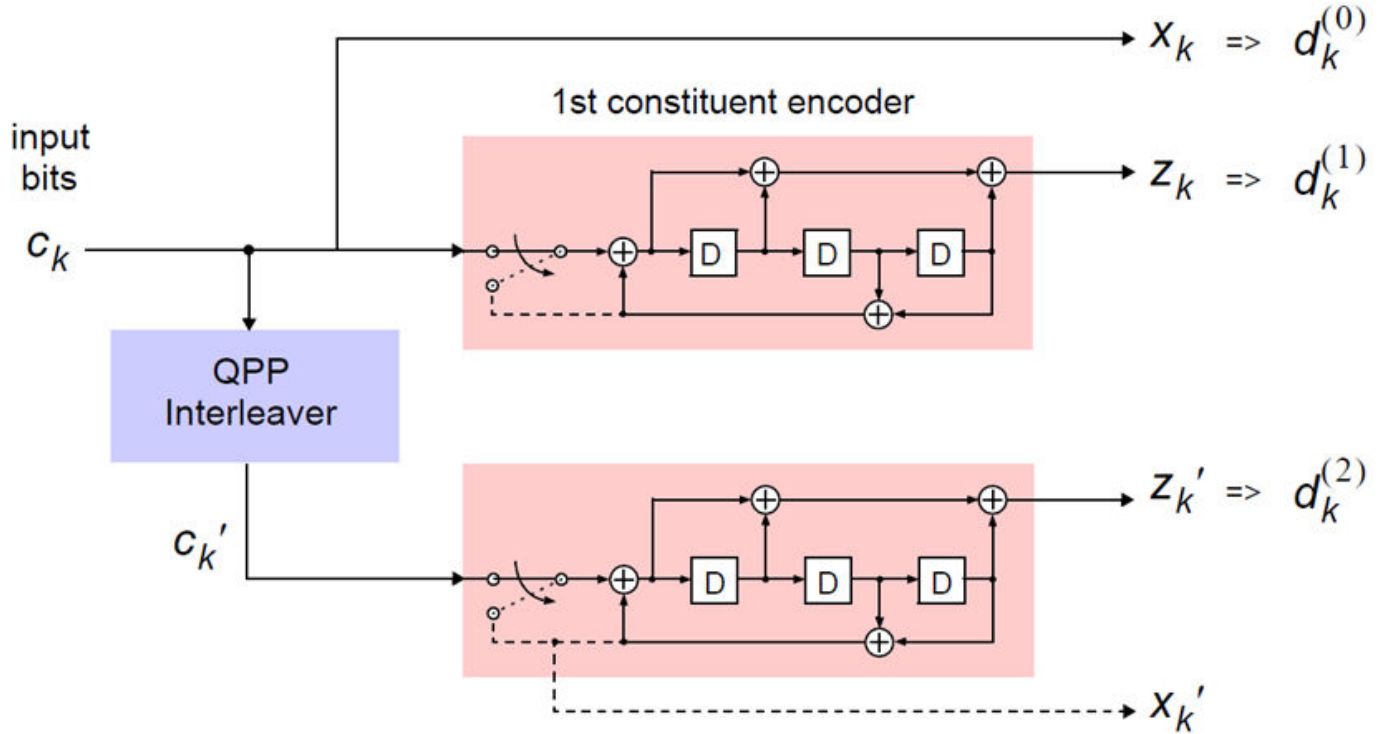 x_k => d_k^(0)
1st constituent encoder
input
bits
z_k => d_k^(1)
c_k
D D D
QPP
Interleaver
z_k' => d_k^(2)
c_k'
D D D
x_k'